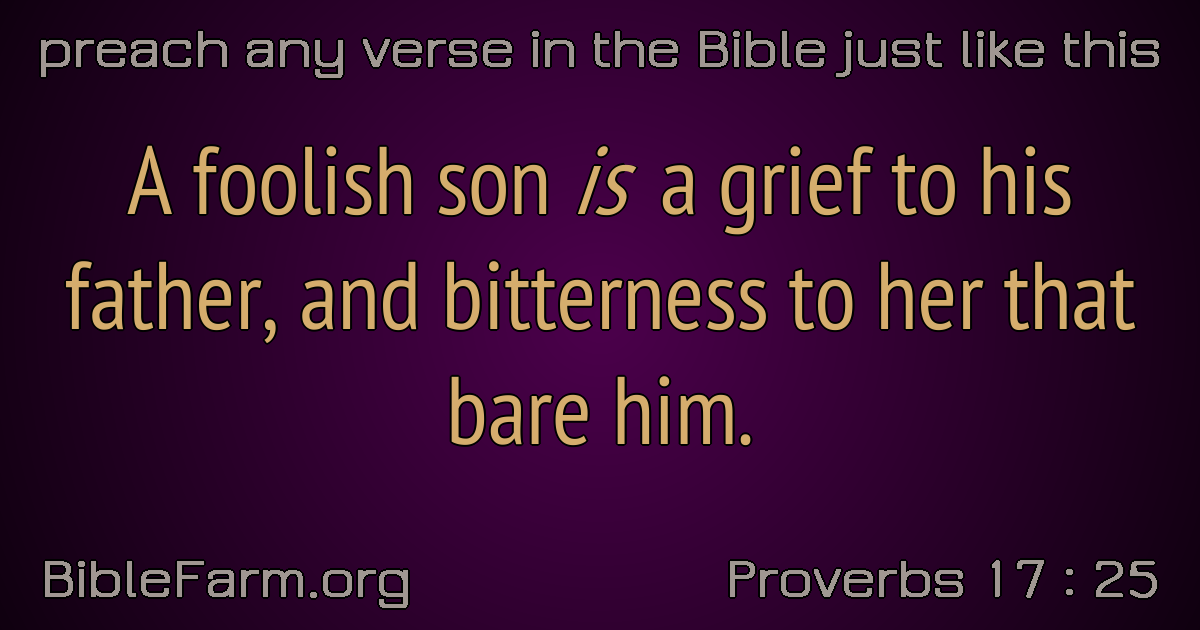 preach any verse in the Bible just like this
A foolish son is a grief to his
father, and bitterness to her that
bare him.
BibleFarm.org
Proverbs 17 : 25